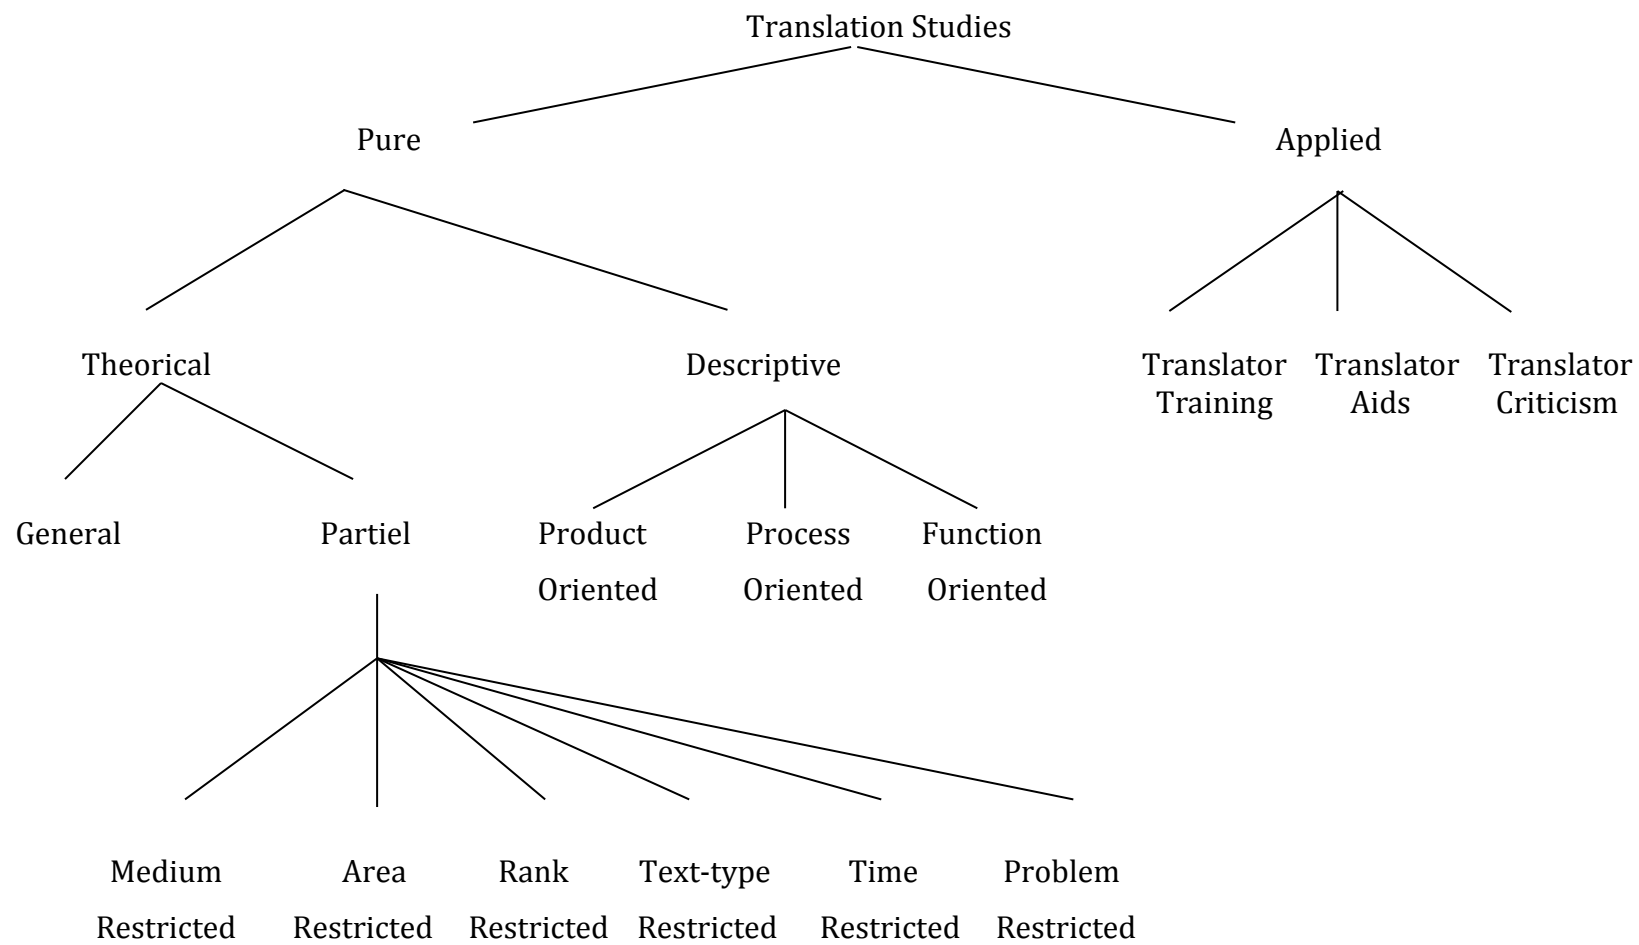 Translation Studies
Pure Applied
Theorical Descriptive Translator Translator Translator
Training Aids Criticism
General Partiel Product Process Function
Oriented Oriented Oriented
Medium Area Rank Text-type Time Problem
Restricted Restricted Restricted Restricted Restricted Restricted